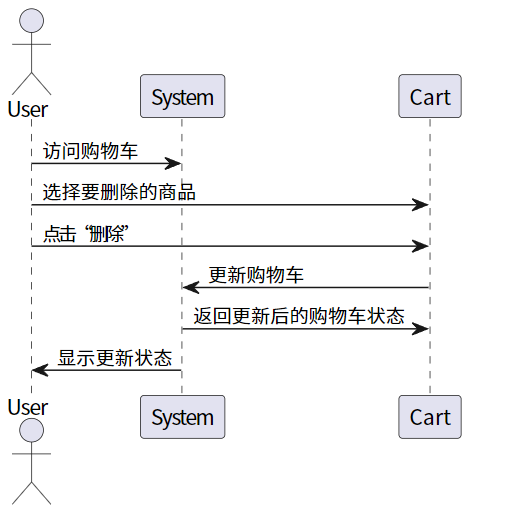 User
System
Cart
访问购物车
选择要删除的商品
点击“删除”
更新购物车
返回更新后的购物车状态
显示更新状态
User
System
Cart